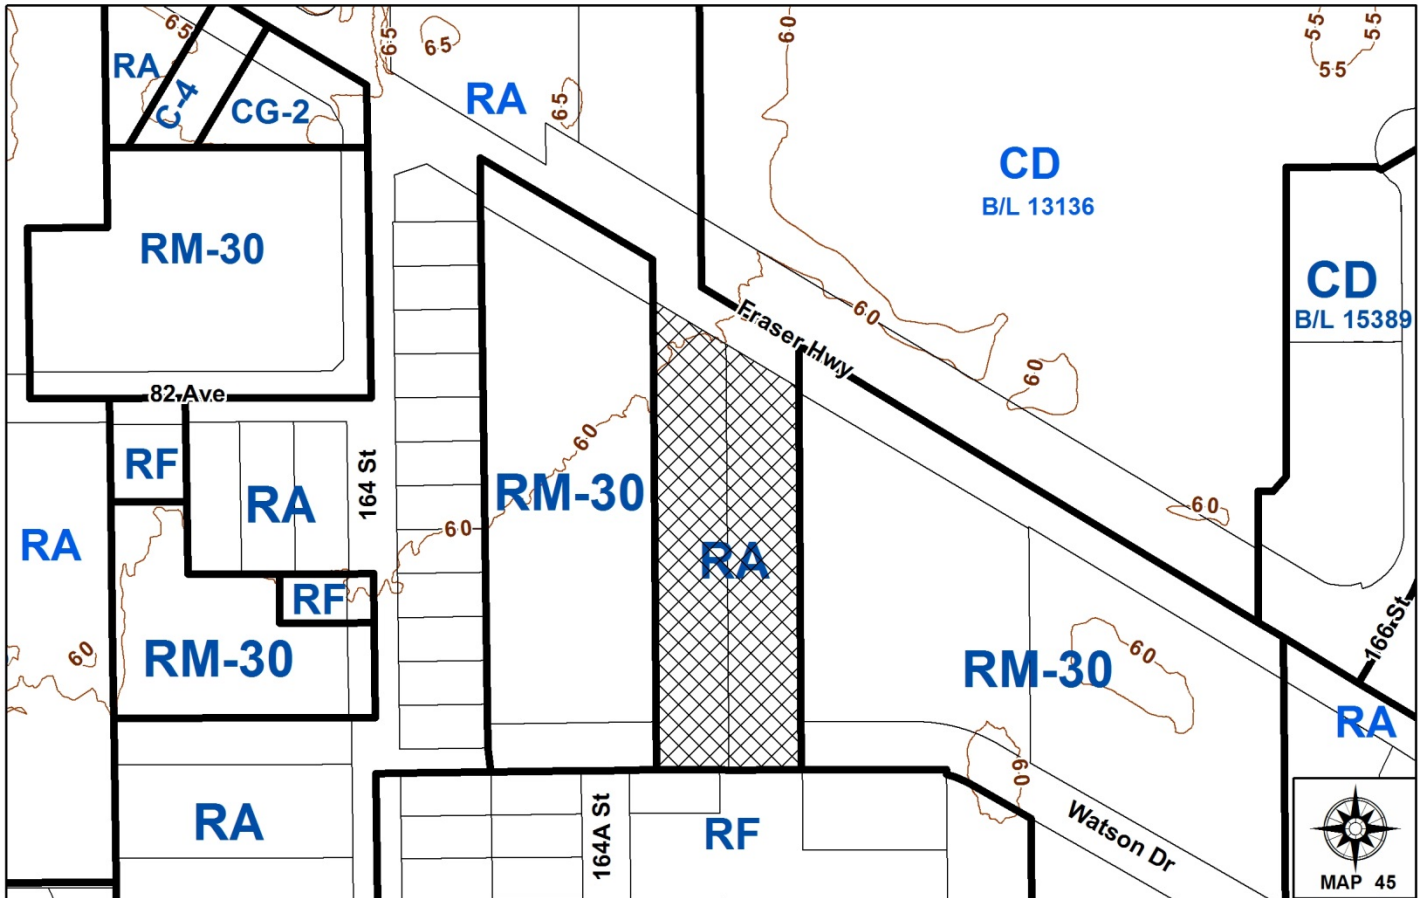 65
65
65
60
55
55
55
RA
C-4
CG-2
RA
65
CD
B/L 13136
RM-30
CD
B/L 15389
60
Fraser Hwy
60
82 Ave
60
RF
RA
164 St
RM-30
60
60
RA
RA
RF
60
RM-30
RM-30
60
166 St
RA
60
RA
164A St
RF
Watson Dr
MAP 45